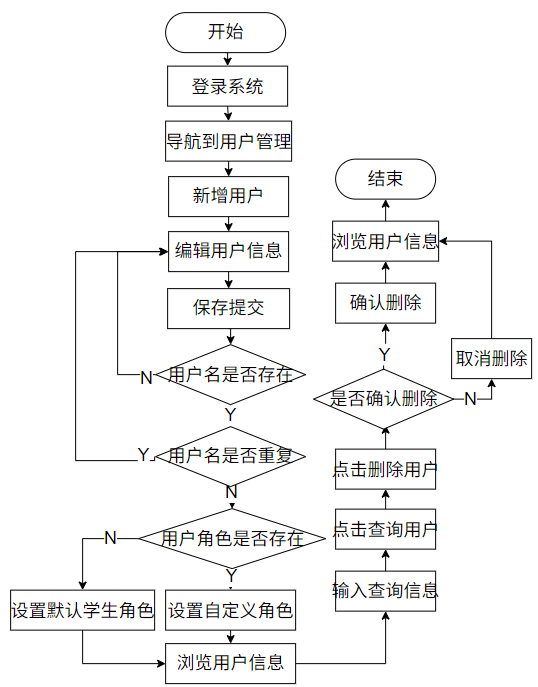 开始
登录系统
导航到用户管理
新增用户
编辑用户信息
保存提交
用户名是否存在
N
Y
用户名是否重复
Y
N
用户角色是否存在
N
Y
设置默认学生角色
设置自定义角色
浏览用户信息
输入查询信息
点击查询用户
点击删除用户
是否确认删除
Y
N
确认删除
取消删除
浏览用户信息
结束